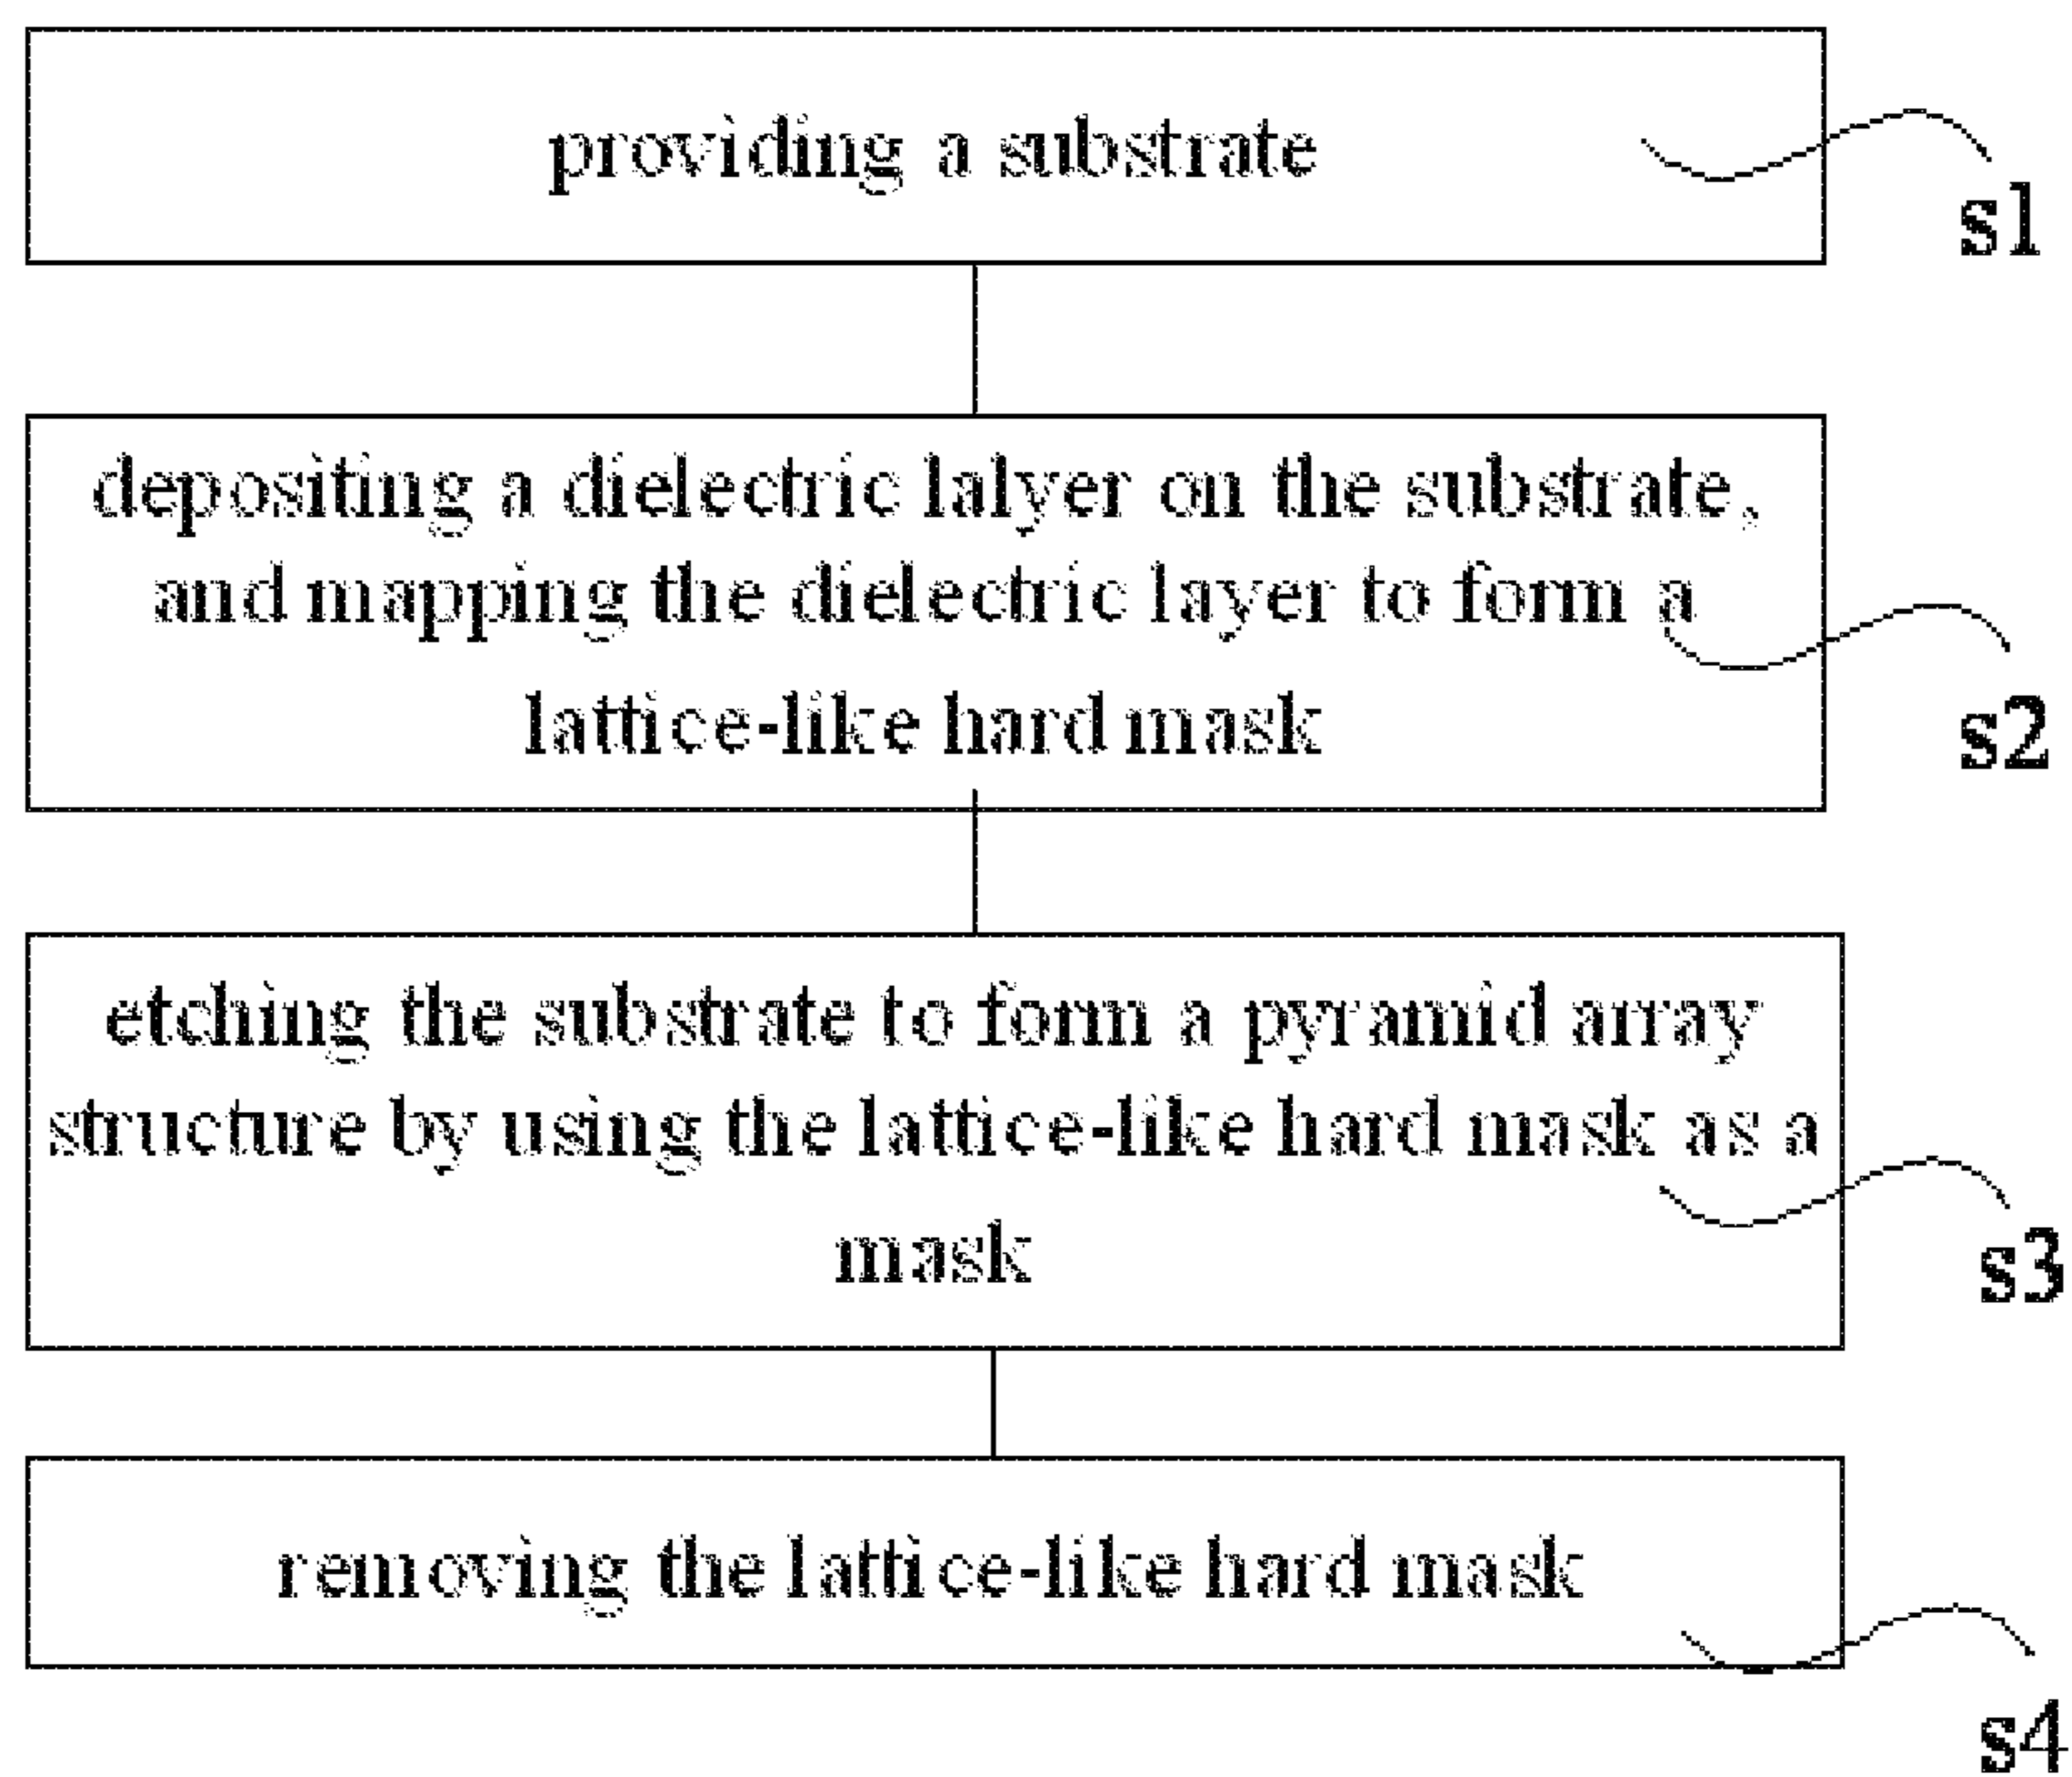 providing a substrate
s1
depositing a dielectric lalyer on the substrate,
and mapping the dielectric layer to form a
lattice-like hard mask
s2
etching the substrate to form a pyramid array
structure by using the lattice-like hard mask as a
mask
s3
removing the lattice-like hard mask
s4